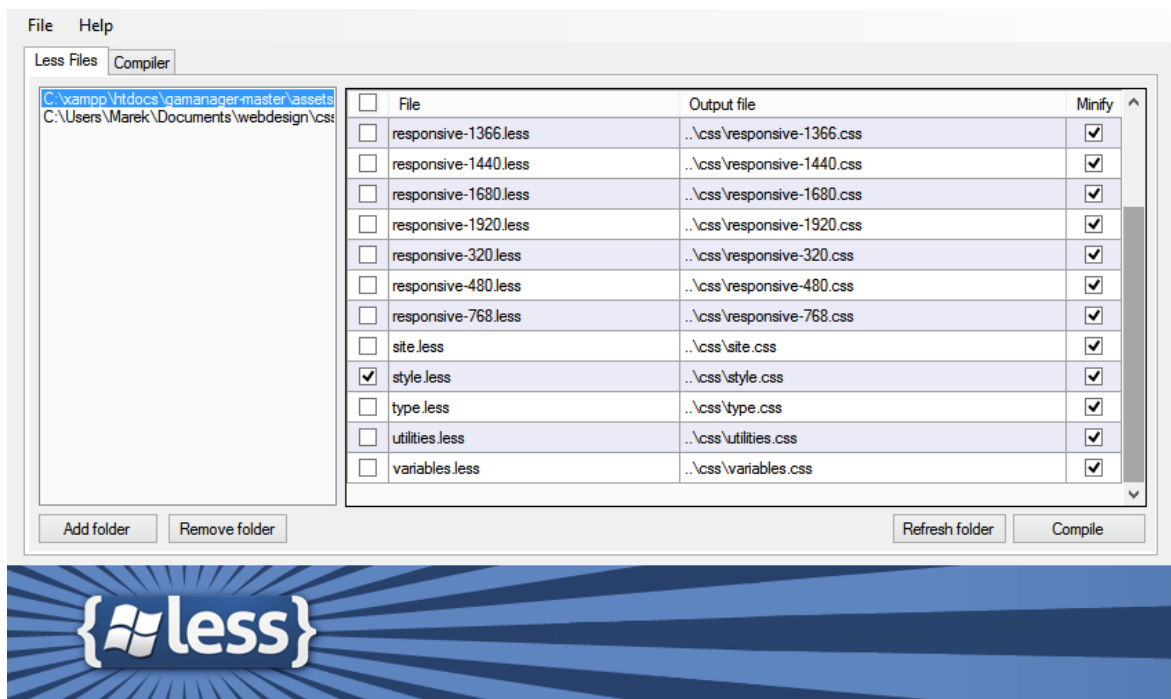 File Help
Less Files Compiler
C:\xampp\htdocs\gamanager-master\assets
C:\Users\Marek\Documents\webdesign\css
File Output file Minify
responsive-1366.less ..\css\responsive-1366.css
responsive-1440.less ..\css\responsive-1440.css
responsive-1680.less ..\css\responsive-1680.css
responsive-1920.less ..\css\responsive-1920.css
responsive-320.less ..\css\responsive-320.css
responsive-480.less ..\css\responsive-480.css
responsive-768.less ..\css\responsive-768.css
site.less ..\css\site.css
style.less ..\css\style.css
type.less ..\css\type.css
utilities.less ..\css\utilities.css
variables.less ..\css\variables.css
Add folder Remove folder Refresh folder Compile
{less}